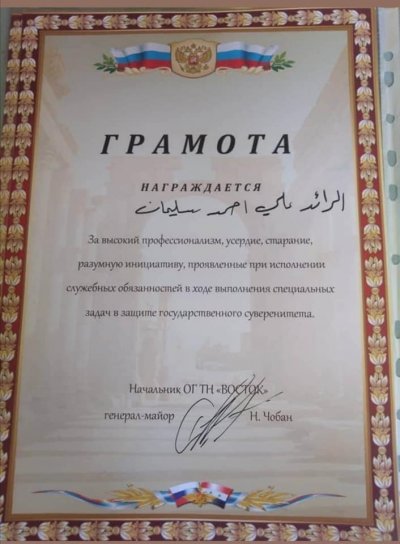 ГРАМОТА
НАГРАЖДАЕТСЯ
الرائد علي احمد سليمان
За высокий профессионализм, усердие, старание,
разумную инициативу, проявленные при исполнении
служебных обязанностей в ходе выполнения специальных
задач в защите государственного суверенитета.
Начальник ОГ ТН «ВОСТОК»
генерал-майор Н. Чобан